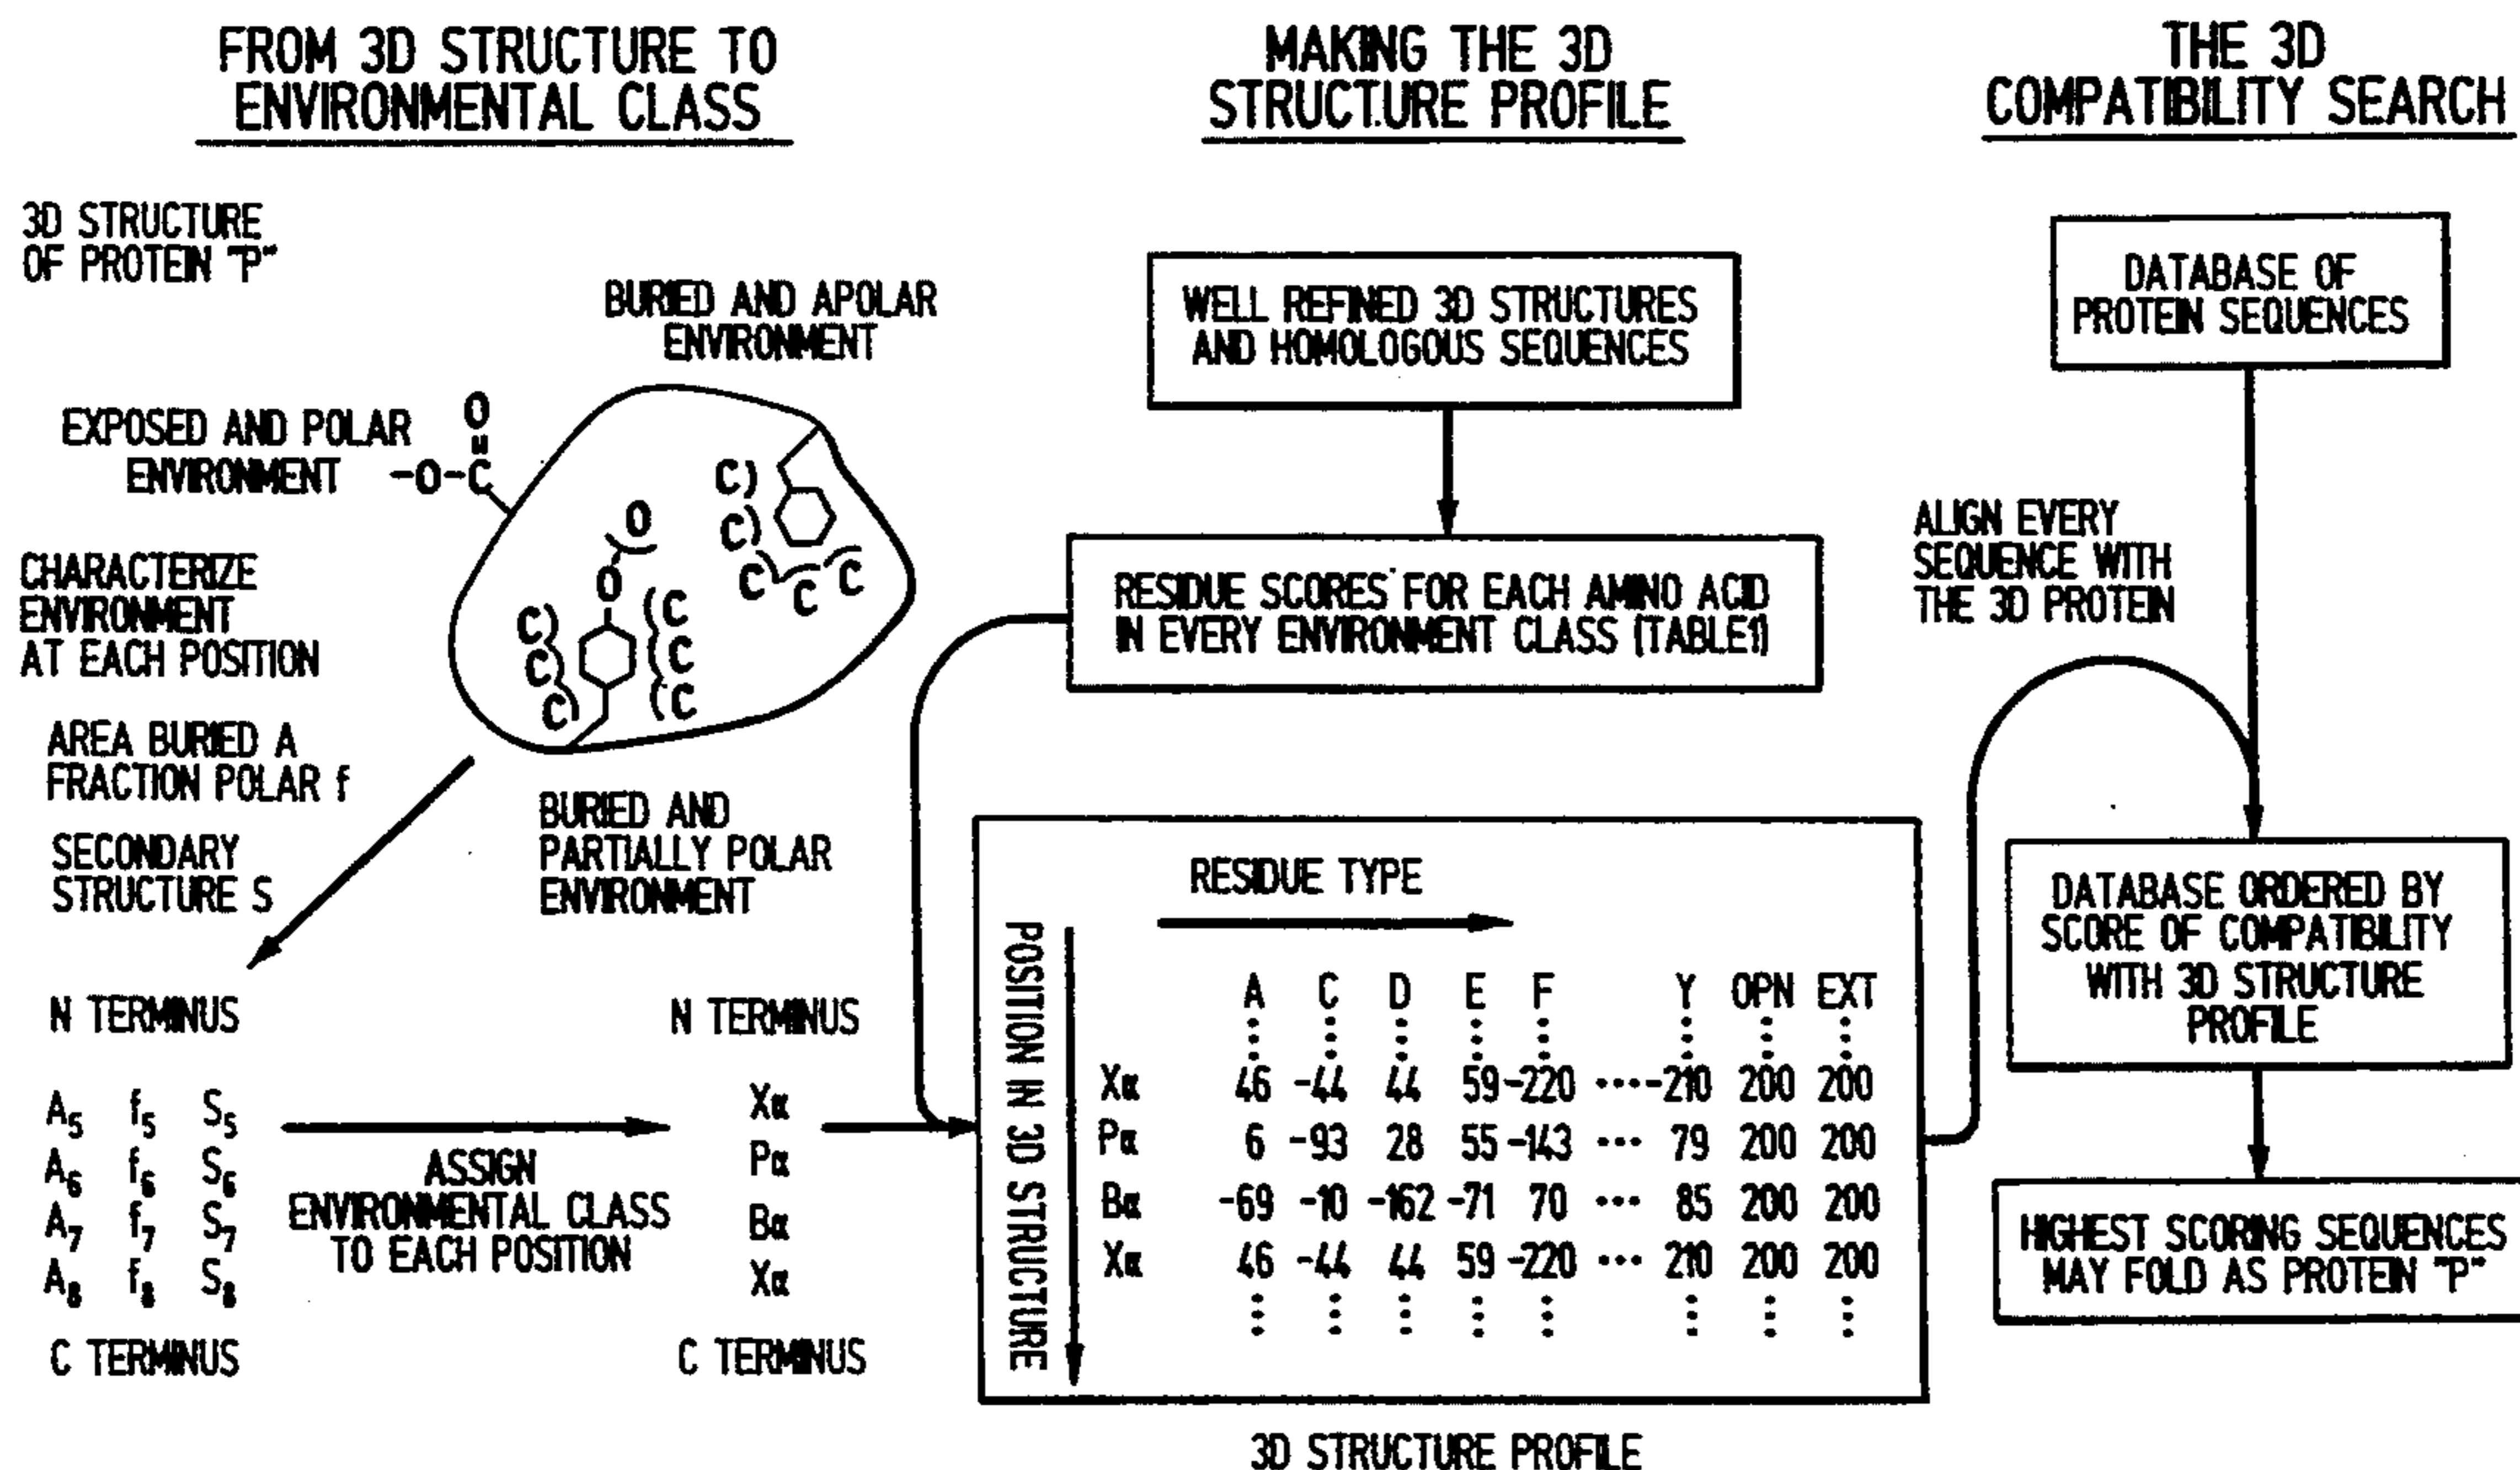 FROM 3D STRUCTURE TO
ENVIRONMENTAL CLASS
3D STRUCTURE
OF PROTEIN "P"
BURIED AND APOLAR
ENVIRONMENT
EXPOSED AND POLAR
ENVIRONMENT
O
-O-C
C)
C)
C
C
C
O
O
C)
C
C)
(C
C
(C
CHARACTERIZE
ENVIRONMENT
AT EACH POSITION
AREA BURIED A
FRACTION POLAR f
SECONDARY
STRUCTURE S
BURIED AND
PARTIALLY POLAR
ENVIRONMENT
N TERMINUS
A5 f5 S5
A6 f6 S6
A7 f7 S7
A8 f8 S8
C TERMINUS
ASSIGN
ENVIRONMENTAL CLASS
TO EACH POSITION
N TERMINUS
Xα
Pα
Bα
Xα
C TERMINUS
MAKING THE 3D
STRUCTURE PROFILE
WELL REFINED 3D STRUCTURES
AND HOMOLOGOUS SEQUENCES
RESIDUE SCORES FOR EACH AMINO ACID
IN EVERY ENVIRONMENT CLASS (TABLE1)
RESIDUE TYPE
POSITION IN 3D STRUCTURE
A C D E F Y OPN EXT
Xα 46 -44 44 59 -220 ···· -210 200 200
Pα 6 -93 28 55 -143 ··· 79 200 200
Bα -69 -10 -162 -71 70 ··· 85 200 200
Xα 46 -44 44 59 -220 ··· 210 200 200
3D STRUCTURE PROFILE
THE 3D
COMPATIBILITY SEARCH
DATABASE OF
PROTEIN SEQUENCES
ALIGN EVERY
SEQUENCE WITH
THE 3D PROTEIN
DATABASE ORDERED BY
SCORE OF COMPATIBILITY
WITH 3D STRUCTURE
PROFILE
HIGHEST SCORING SEQUENCES
MAY FOLD AS PROTEIN "P"